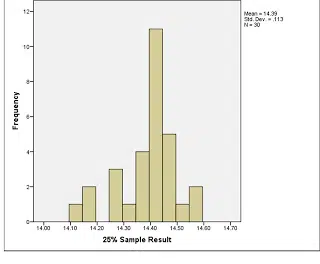 Mean = 14.39
Std. Dev. = .113
N = 30
12
10
8
6
4
2
0
Frequency
14.00 14.10 14.20 14.30 14.40 14.50 14.60 14.70
25% Sample Result